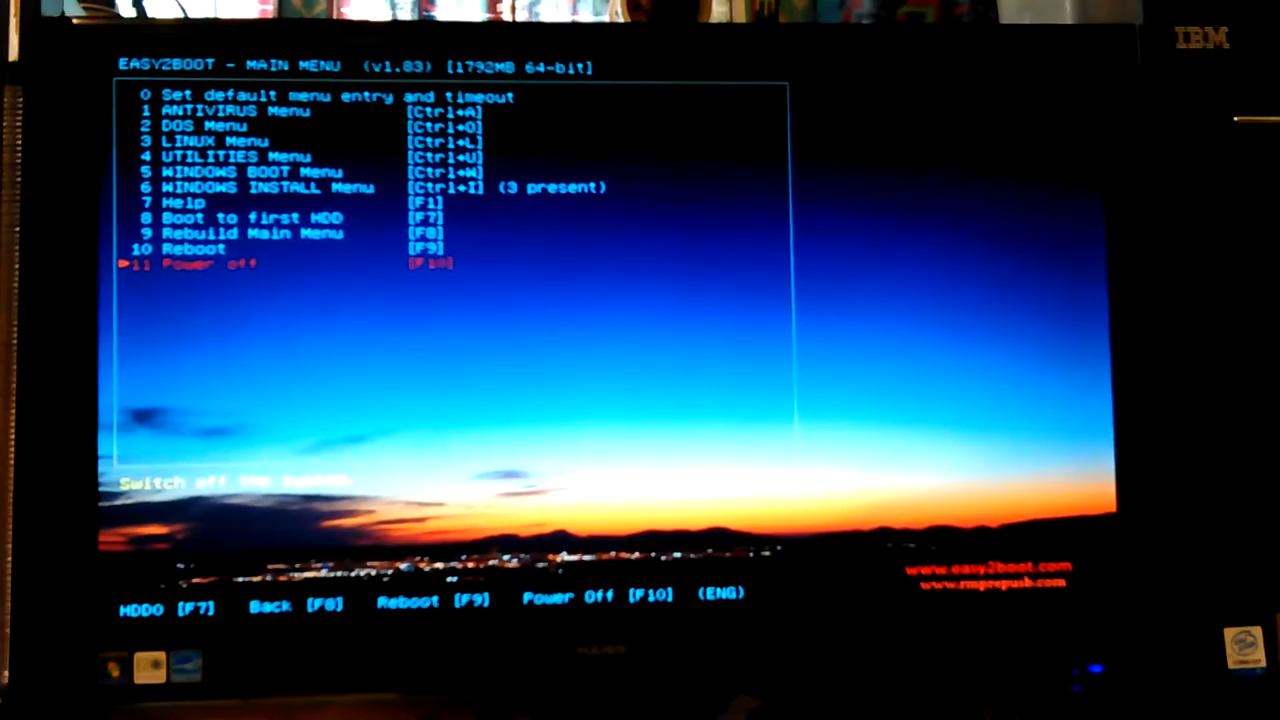 IBM
EASY2BOOT - MAIN MENU (v1.83) [1792MB 64-bit]
0 Set default menu entry and timeout
1 ANTIVIRUS Menu [Ctrl+A]
2 DOS Menu [Ctrl+O]
3 LINUX Menu [Ctrl+L]
4 UTILITIES Menu [Ctrl+U]
5 WINDOWS BOOT Menu [Ctrl+W]
6 WINDOWS INSTALL Menu [Ctrl+I] (3 present)
7 Help [F1]
8 Boot to first HDD [F7]
9 Rebuild Main Menu [F8]
10 Reboot [F9]
11 Power off [F10]
Switch off the system.
www.easy2boot.com
www.rmprepusb.com
HDD0 [F7] Back [F8] Reboot [F9] Power Off [F10] (ENG)